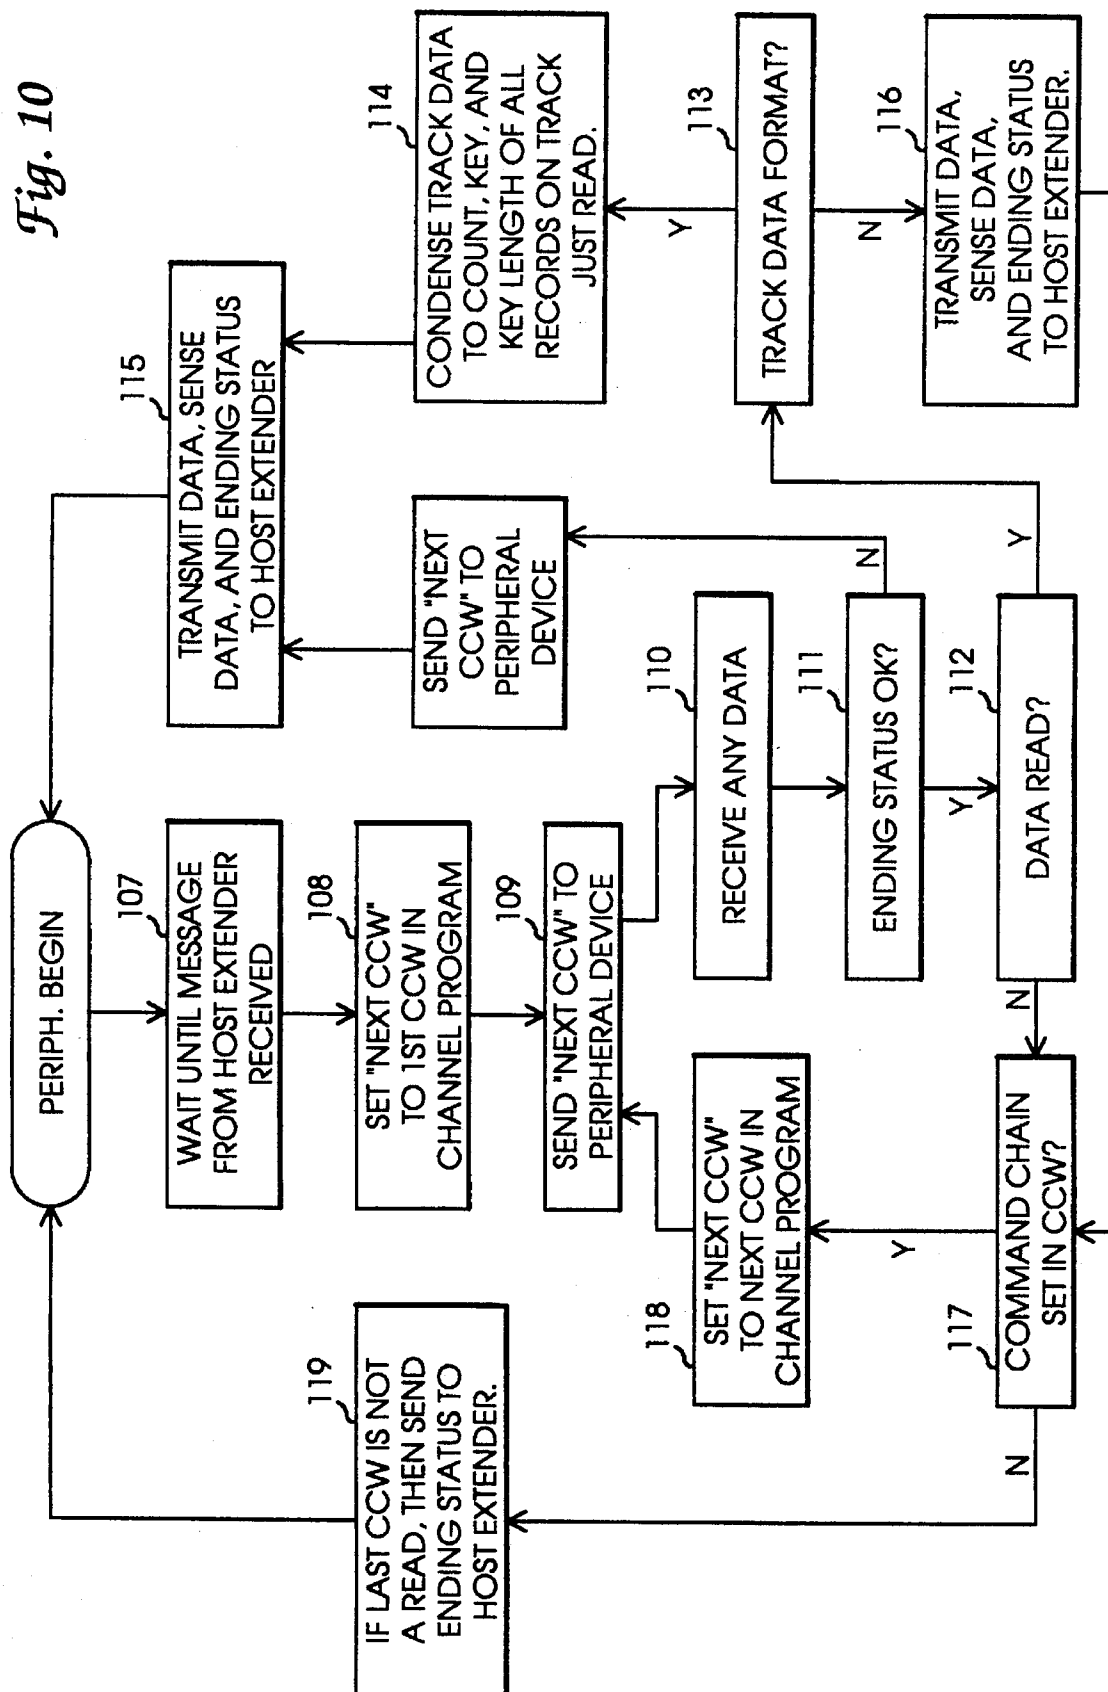 Fig. 10
PERIPH. BEGIN
107
WAIT UNTIL MESSAGE
FROM HOST EXTENDER
RECEIVED
108
SET "NEXT CCW"
TO 1ST CCW IN
CHANNEL PROGRAM
109
SEND "NEXT CCW" TO
PERIPHERAL DEVICE
110
RECEIVE ANY DATA
111
ENDING STATUS OK?
N
Y
SEND "NEXT
CCW" TO
PERIPHERAL
DEVICE
112
DATA READ?
Y
N
113
TRACK DATA FORMAT?
Y
N
114
CONDENSE TRACK DATA
TO COUNT, KEY, AND
KEY LENGTH OF ALL
RECORDS ON TRACK
JUST READ.
115
TRANSMIT DATA, SENSE
DATA, AND ENDING STATUS
TO HOST EXTENDER
116
TRANSMIT DATA,
SENSE DATA,
AND ENDING STATUS
TO HOST EXTENDER.
117
COMMAND CHAIN
SET IN CCW?
Y
N
118
SET "NEXT CCW"
TO NEXT CCW IN
CHANNEL PROGRAM
119
IF LAST CCW IS NOT
A READ, THEN SEND
ENDING STATUS TO
HOST EXTENDER.